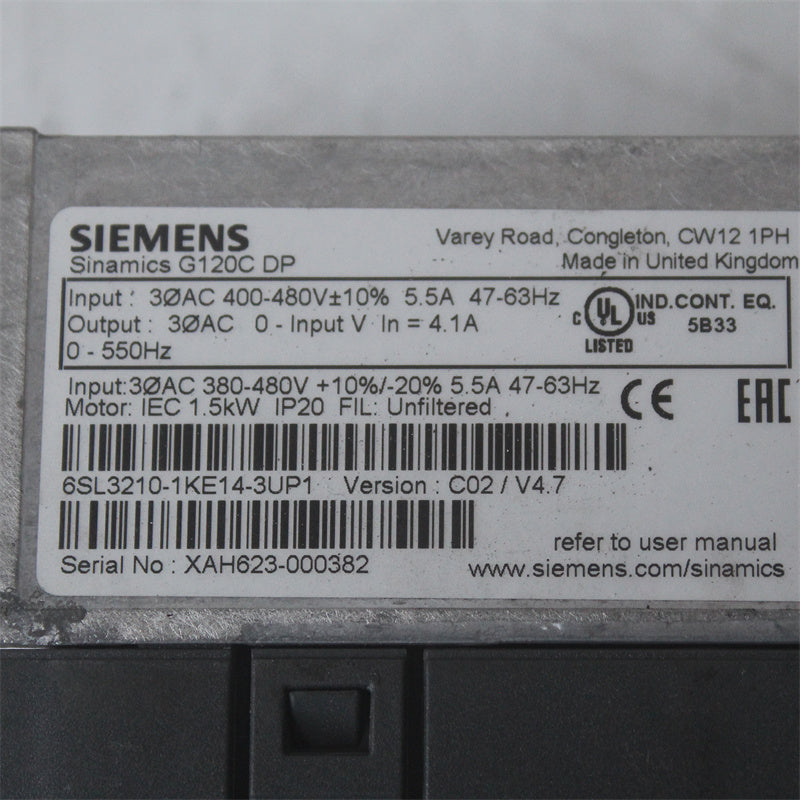 SIEMENS
Sinamics G120C DP
Varey Road, Congleton, CW12 1PH
Made in United Kingdom
Input : 3ØAC 400-480V±10% 5.5A 47-63Hz
Output : 3ØAC 0 - Input V In = 4.1A
0 - 550Hz
C UL US
LISTED
IND.CONT. EQ.
5B33
Input:3ØAC 380-480V +10%/-20% 5.5A 47-63Hz
Motor: IEC 1.5kW IP20 FIL: Unfiltered
CE
EAC
6SL3210-1KE14-3UP1 Version : C02 / V4.7
Serial No : XAH623-000382
refer to user manual
www.siemens.com/sinamics